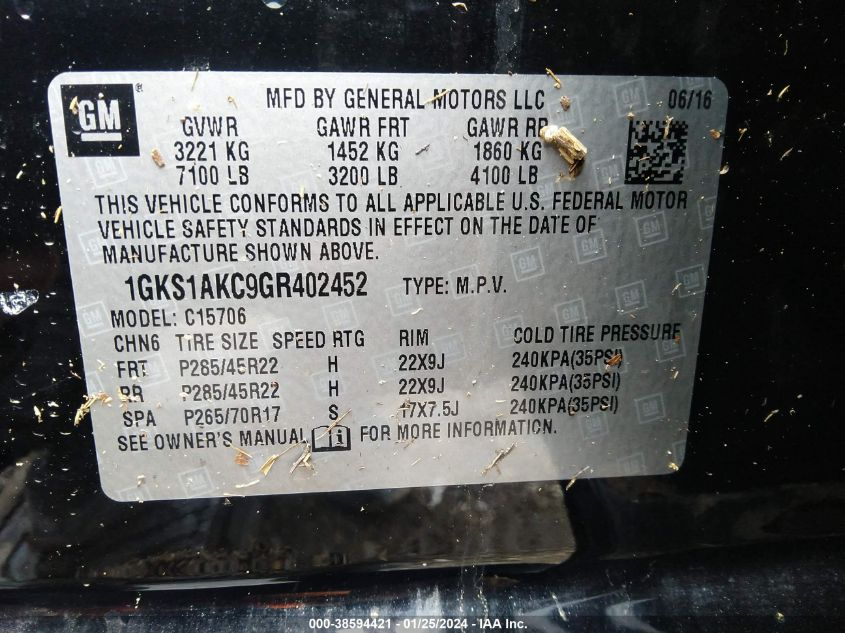 GM MFD BY GENERAL MOTORS LLC 06/16
GVWR GAWR FRT GAWR RR
3221 KG 1452 KG 1860 KG
7100 LB 3200 LB 4100 LB
THIS VEHICLE CONFORMS TO ALL APPLICABLE U.S. FEDERAL MOTOR
VEHICLE SAFETY STANDARDS IN EFFECT ON THE DATE OF
MANUFACTURE SHOWN ABOVE.
1GKS1AKC9GR402452 TYPE: M.P.V.
MODEL: C15706
CHN6 TIRE SIZE SPEED RTG RIM COLD TIRE PRESSURE
FRT P285/45R22 H 22X9J 240KPA(35PSI)
RR P285/45R22 H 22X9J 240KPA(35PSI)
SPA P265/70R17 S 17X7.5J 240KPA(35PSI)
SEE OWNER'S MANUAL FOR MORE INFORMATION.
000-38594421 - 01/25/2024 - IAA Inc.